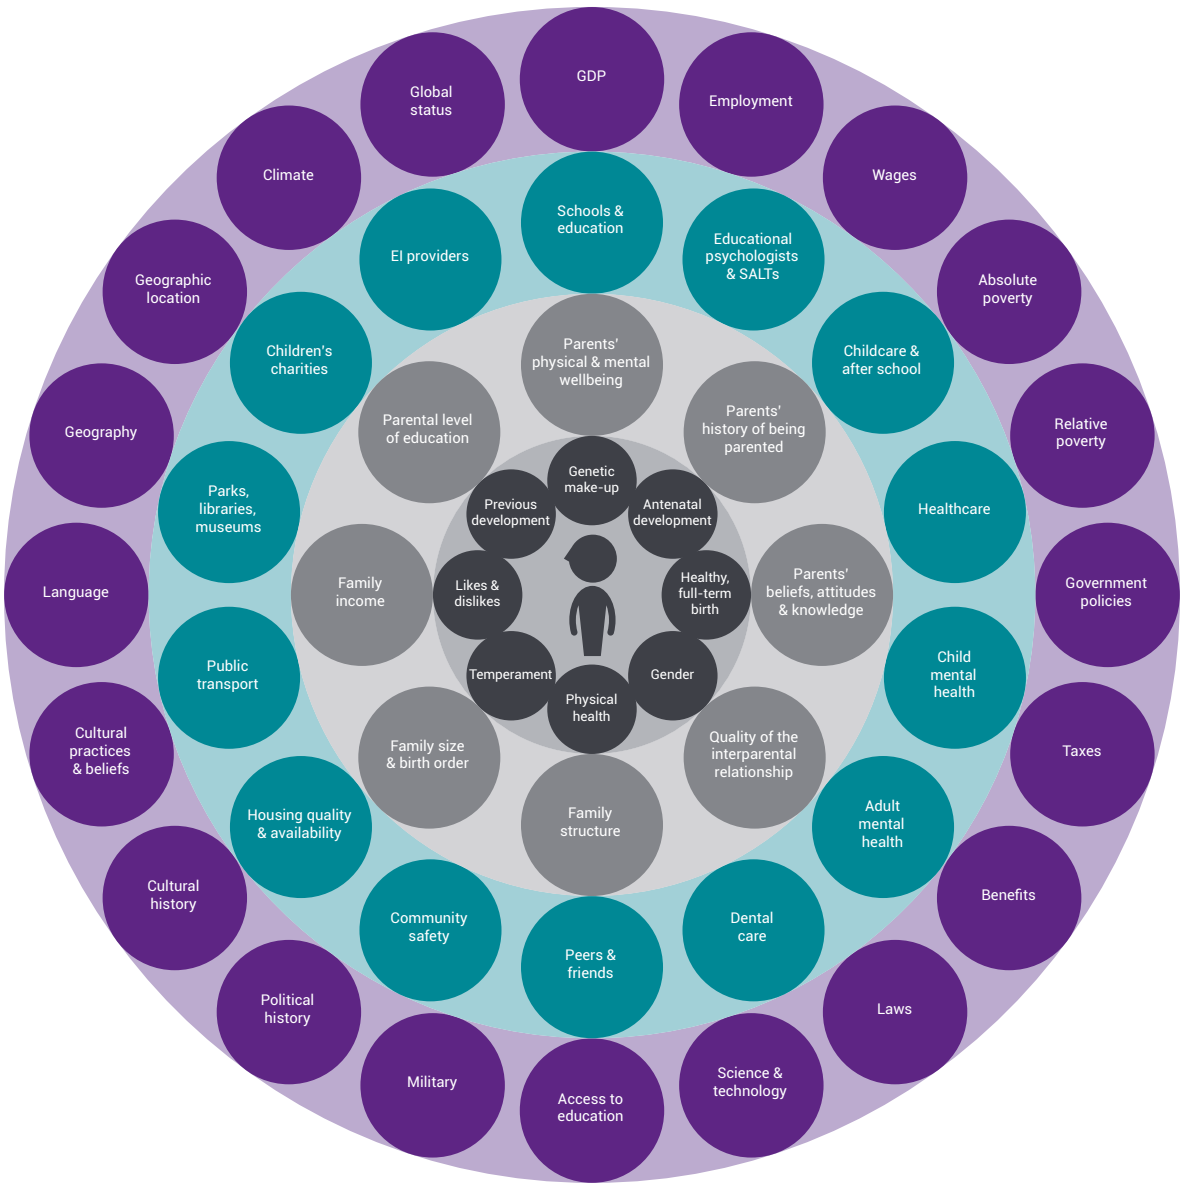 GDP
Employment
Wages
Absolute
poverty
Relative
poverty
Government
policies
Taxes
Benefits
Laws
Science &
technology
Access to
education
Military
Political
history
Cultural
history
Cultural
practices
& beliefs
Language
Geography
Geographic
location
Climate
Global
status
Schools &
education
Educational
psychologists
& SALTs
Childcare &
after school
Healthcare
Child
mental
health
Adult
mental
health
Dental
care
Peers &
friends
Community
safety
Housing quality
& availability
Public
transport
Parks,
libraries,
museums
Children's
charities
EI providers
Parents'
physical & mental
wellbeing
Parents'
history of being
parented
Parents'
beliefs, attitudes
& knowledge
Quality of the
interparental
relationship
Family
structure
Family size
& birth order
Family
income
Parental level
of education
Genetic
make-up
Antenatal
development
Healthy,
full-term
birth
Gender
Physical
health
Temperament
Likes &
dislikes
Previous
development